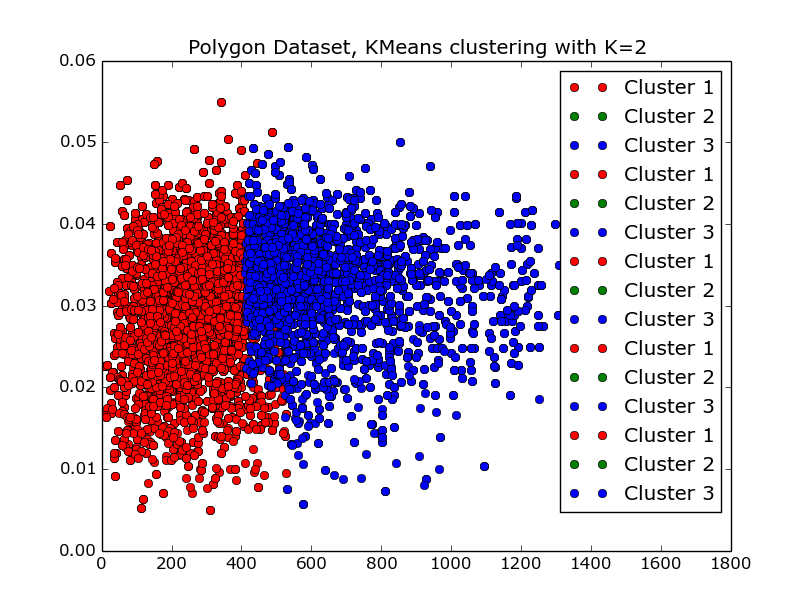 Polygon Dataset, KMeans clustering with K=2
0.06
0.05
0.04
0.03
0.02
0.01
0.00
0 200 400 600 800 1000 1200 1400 1600 1800
Cluster 1
Cluster 2
Cluster 3
Cluster 1
Cluster 2
Cluster 3
Cluster 1
Cluster 2
Cluster 3
Cluster 1
Cluster 2
Cluster 3
Cluster 1
Cluster 2
Cluster 3